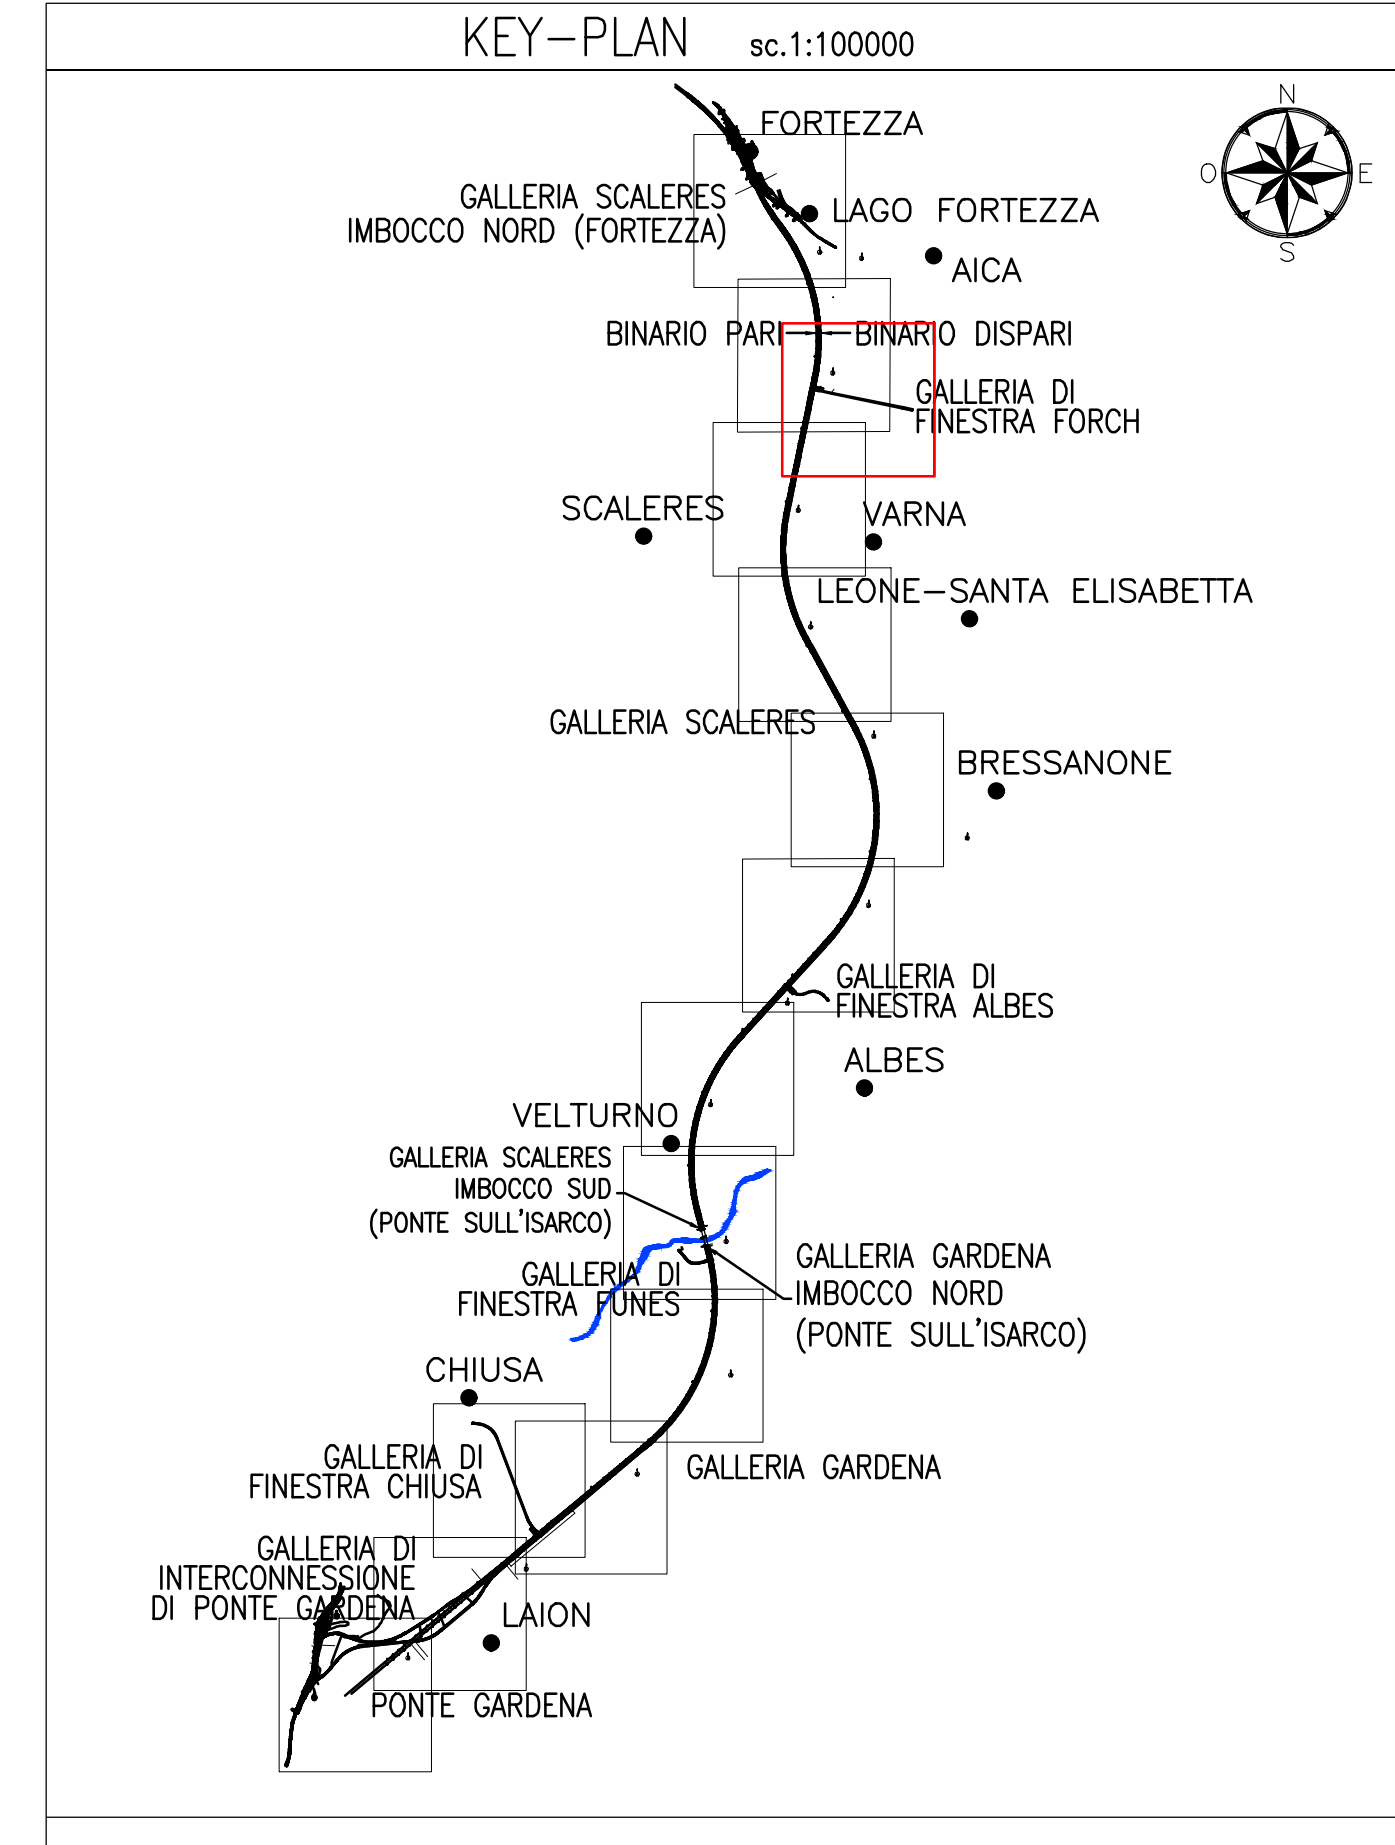 KEY-PLAN sc.1:100000
N
O
E
S
FORTEZZA
GALLERIA SCALERES
IMBOCCO NORD (FORTEZZA)
LAGO FORTEZZA
AICA
BINARIO PARI
BINARIO DISPARI
GALLERIA DI
FINESTRA FORCH
SCALERES
VARNA
LEONE-SANTA ELISABETTA
GALLERIA SCALERES
BRESSANONE
GALLERIA DI
FINESTRA ALBES
ALBES
VELTURNO
GALLERIA SCALERES
IMBOCCO SUD
(PONTE SULL'ISARCO)
GALLERIA DI
FINESTRA FUNES
GALLERIA GARDENA
IMBOCCO NORD
(PONTE SULL'ISARCO)
CHIUSA
GALLERIA DI
FINESTRA CHIUSA
GALLERIA GARDENA
GALLERIA DI
INTERCONNESSIONE
DI PONTE GARDENA
LAION
PONTE GARDENA